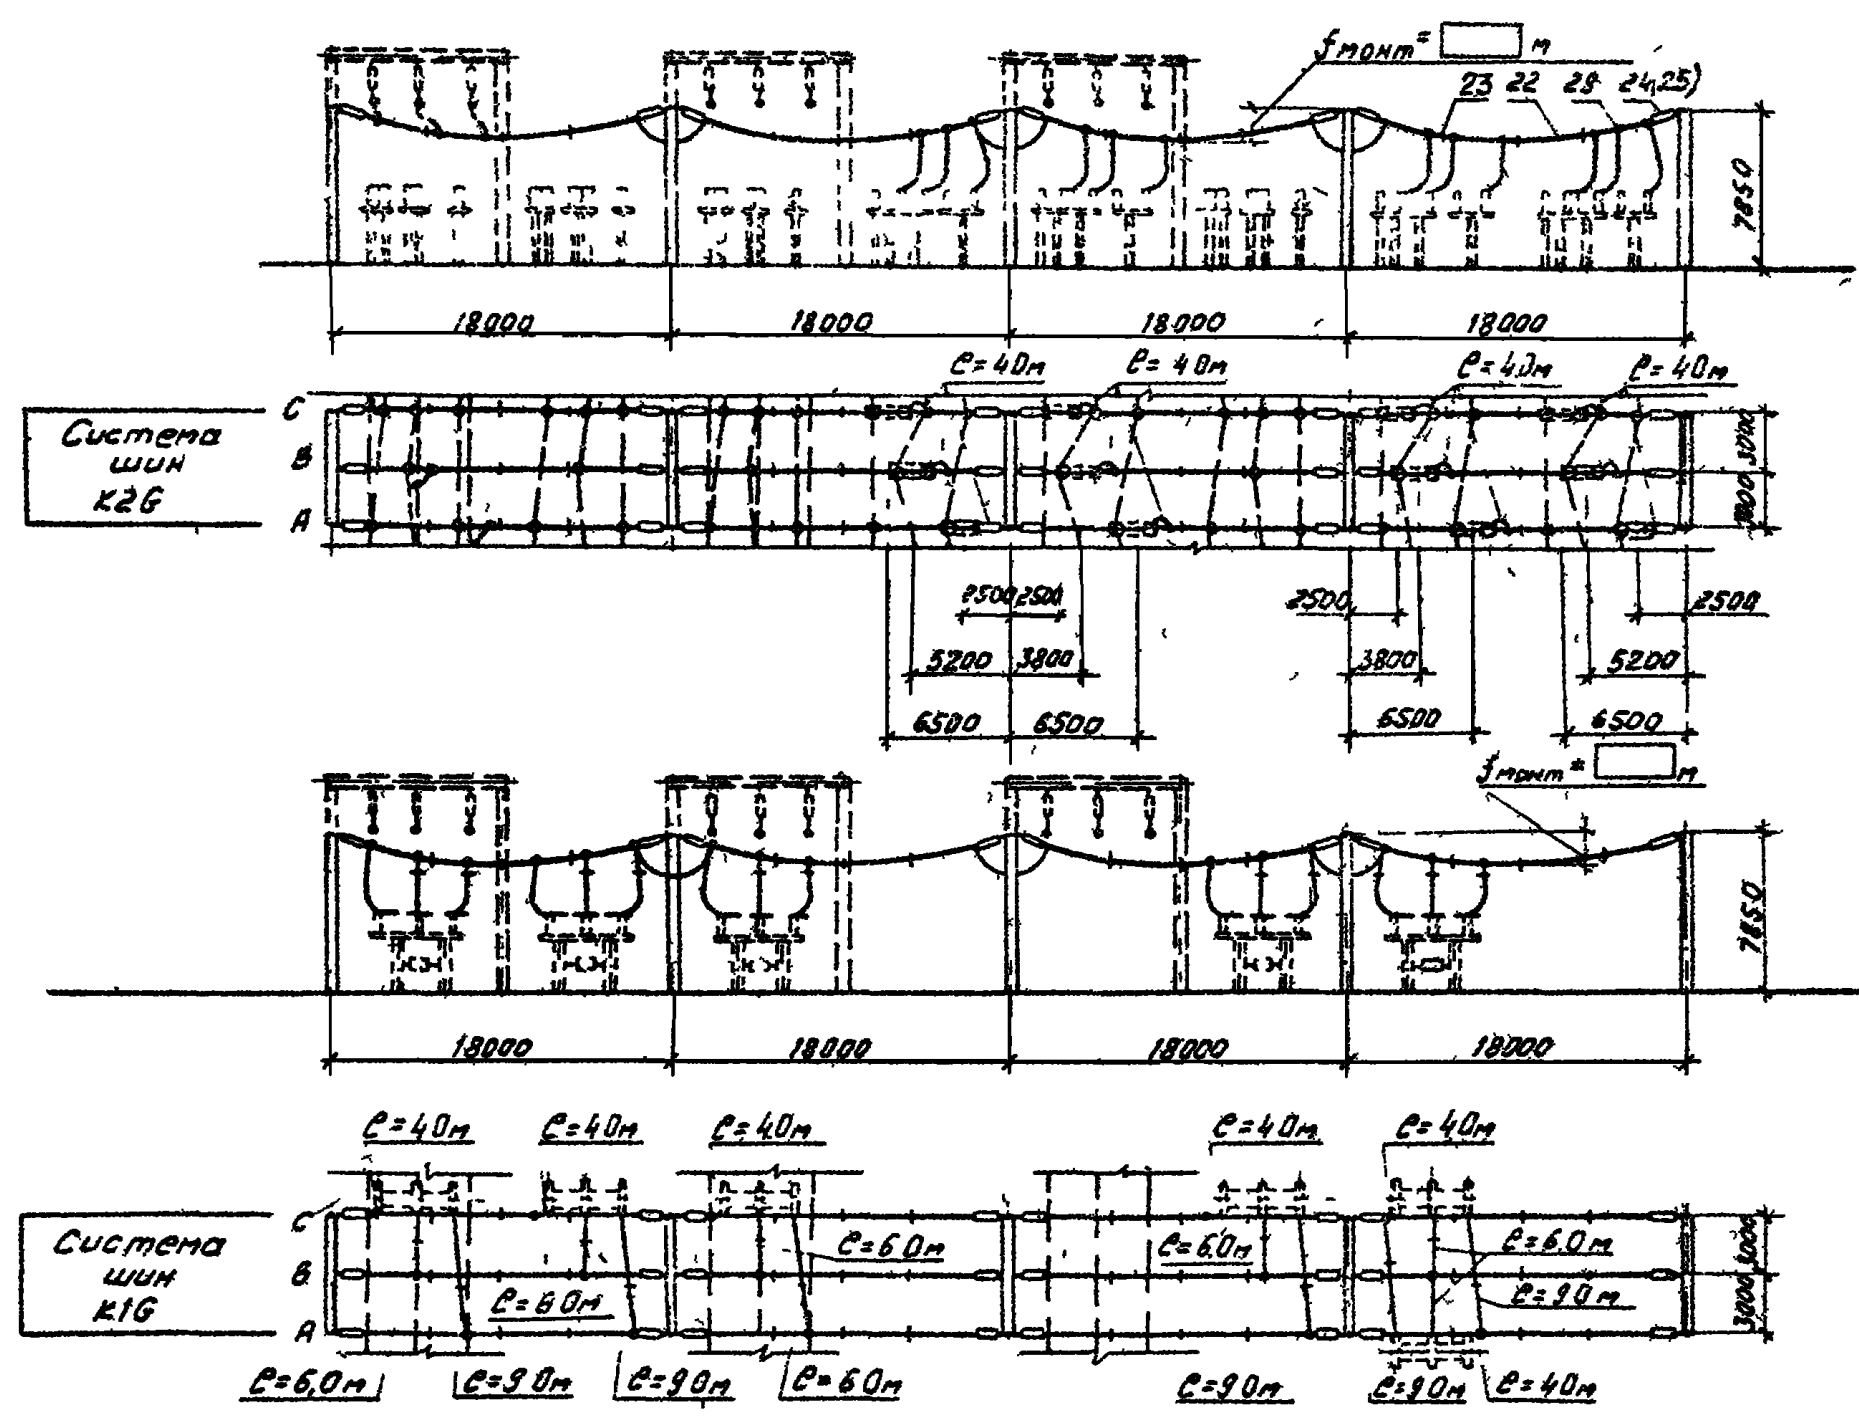 fмонт = м
23 22 28 24(25)
7850
18000 18000 18000 18000
ℓ=4.0м ℓ=4.0м ℓ=4.0м ℓ=4.0м
Система
шин
К2G
С
В
А
3000
3000
2500 2500 2500 2500
5200 3800 3800 5200
6500 6500 6500 6500
fмонт = м
7850
18000 18000 18000 18000
ℓ=4.0м ℓ=4.0м ℓ=4.0м ℓ=4.0м ℓ=4.0м
Система
шин
К1G
С
В
А
ℓ=6.0м ℓ=6.0м ℓ=6.0м
ℓ=6.0м ℓ=9.0м
3000
3000
ℓ=6,0м ℓ=9.0м ℓ=9.0м ℓ=6.0м ℓ=9.0м ℓ=9.0м ℓ=4.0м